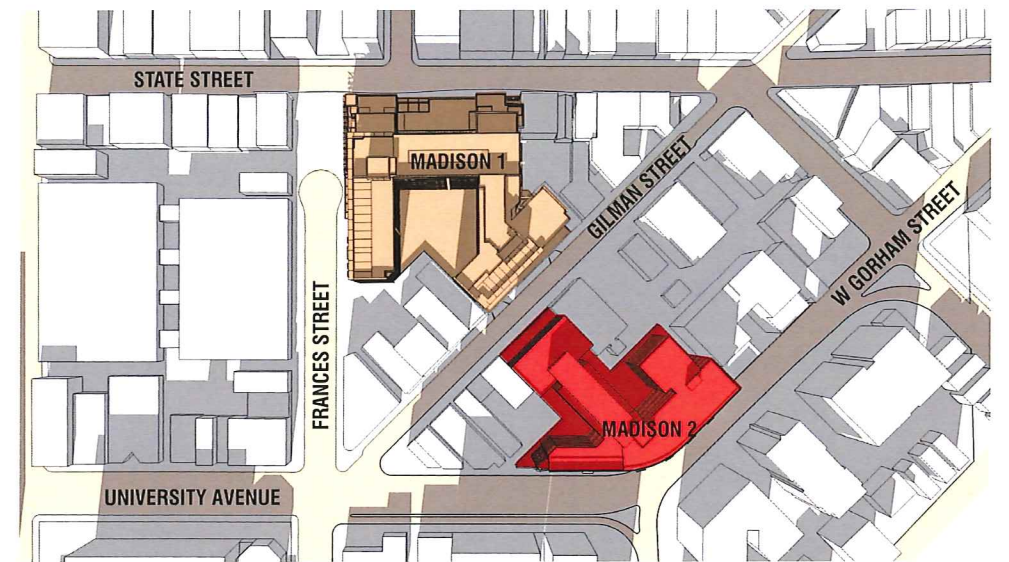 STATE STREET
MADISON 1
GILMAN STREET
W GORHAM STREET
FRANCES STREET
MADISON 2
UNIVERSITY AVENUE